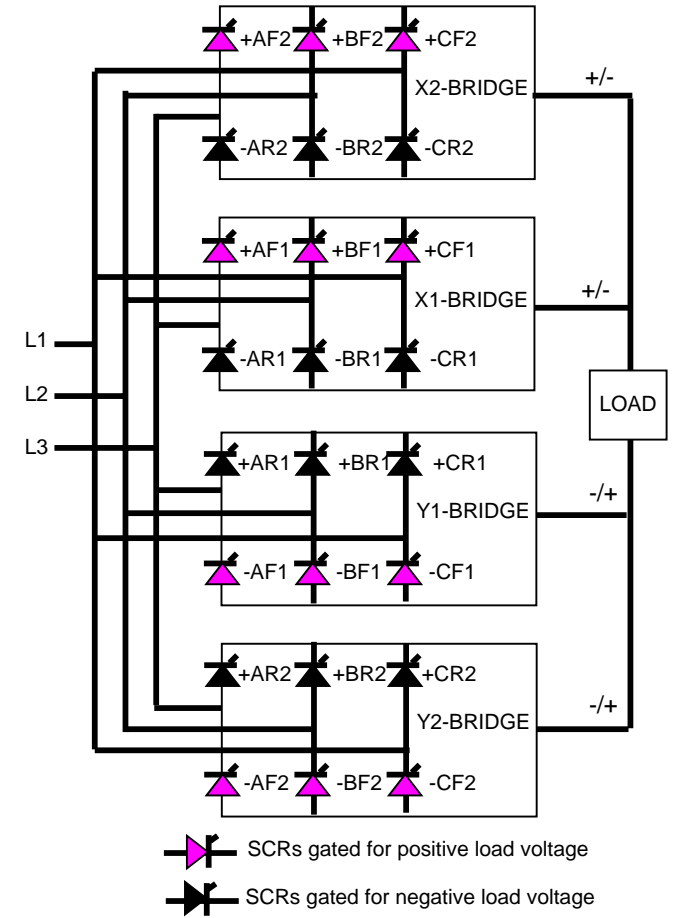 +AF2 +BF2 +CF2
X2-BRIDGE
+/-
-AR2 -BR2 -CR2
+AF1 +BF1 +CF1
X1-BRIDGE
+/-
L1
-AR1 -BR1 -CR1
L2
LOAD
L3
+AR1 +BR1 +CR1
-/+
Y1-BRIDGE
-AF1 -BF1 -CF1
+AR2 +BR2 +CR2
-/+
Y2-BRIDGE
-AF2 -BF2 -CF2
SCRs gated for positive load voltage
SCRs gated for negative load voltage